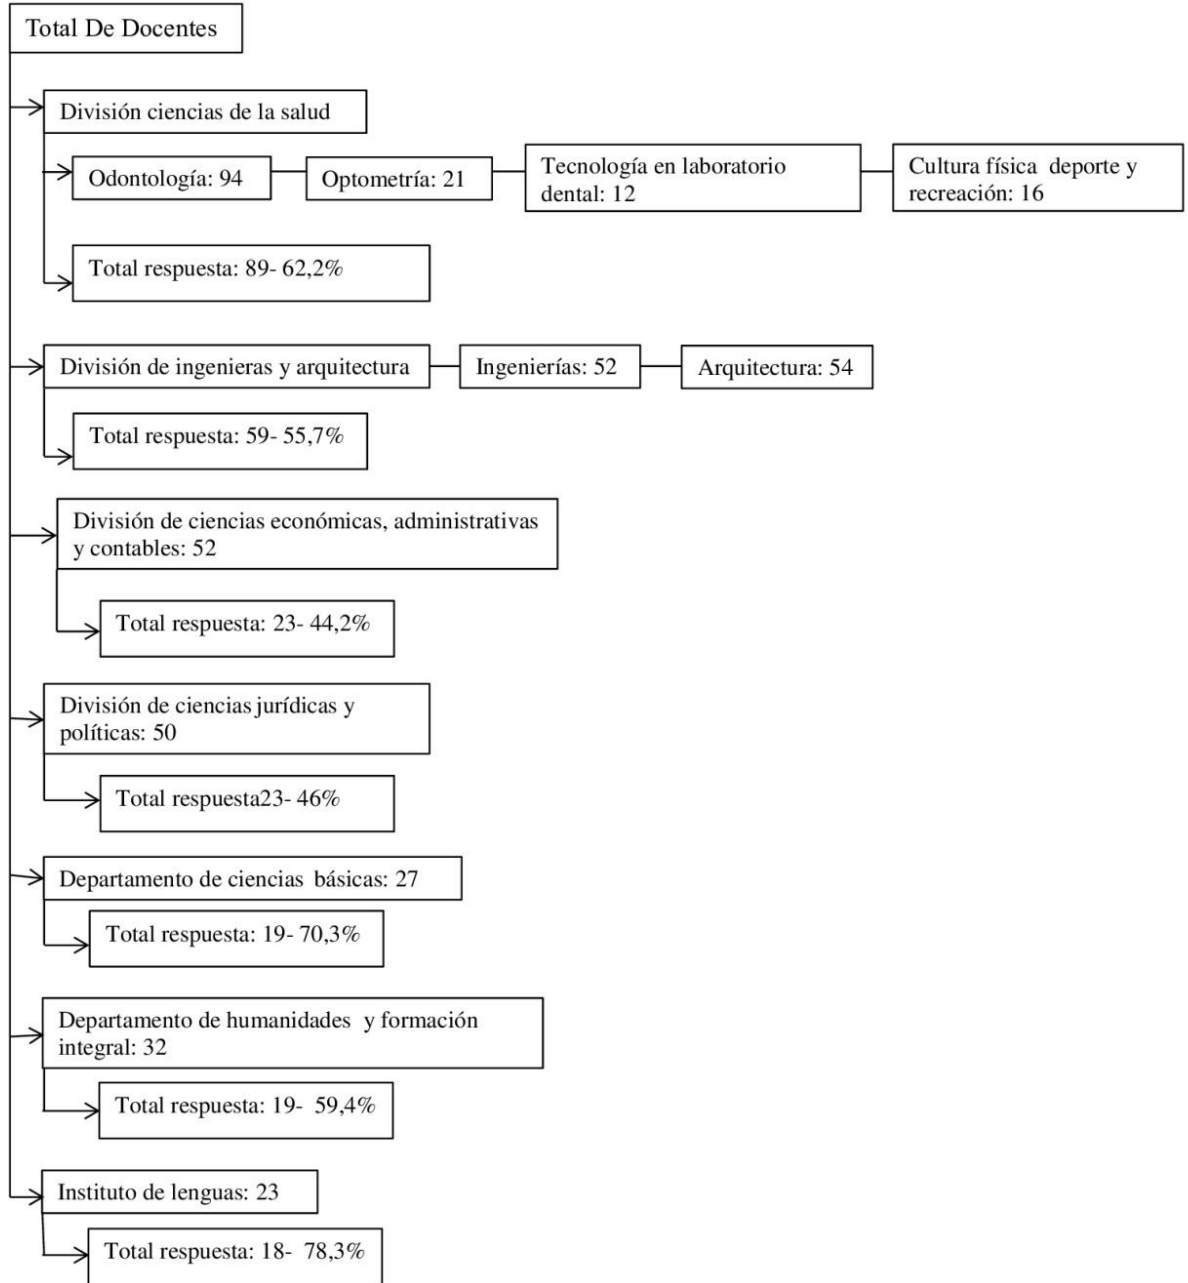 Total De Docentes
División ciencias de la salud
Odontología: 94
Optometría: 21
Tecnología en laboratorio
dental: 12
Cultura física deporte y
recreación: 16
Total respuesta: 89- 62,2%
División de ingenieras y arquitectura
Ingenierías: 52
Arquitectura: 54
Total respuesta: 59- 55,7%
División de ciencias económicas, administrativas
y contables: 52
Total respuesta: 23- 44,2%
División de ciencias jurídicas y
políticas: 50
Total respuesta23- 46%
Departamento de ciencias básicas: 27
Total respuesta: 19- 70,3%
Departamento de humanidades y formación
integral: 32
Total respuesta: 19- 59,4%
Instituto de lenguas: 23
Total respuesta: 18- 78,3%